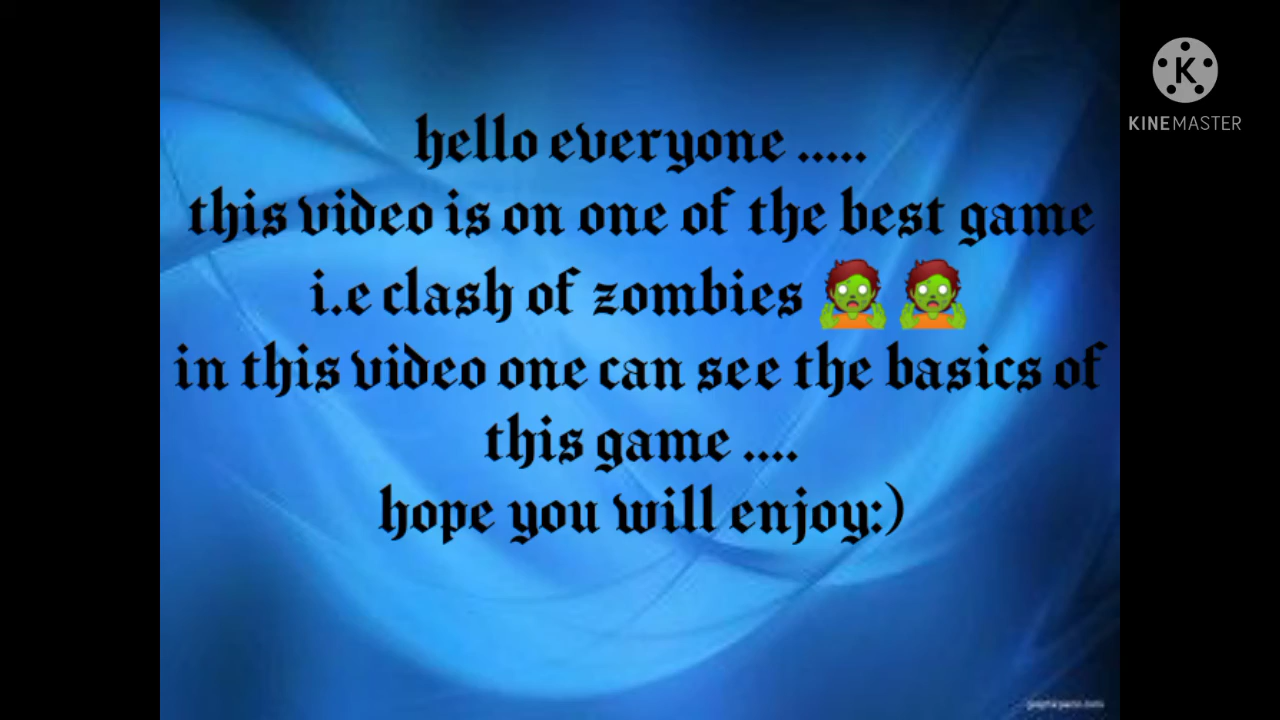 hello everyone .....
this video is on one of the best game
i.e clash of zombies 🧟🧟
in this video one can see the basics of
this game ....
hope you will enjoy:)
K
KINEMASTER